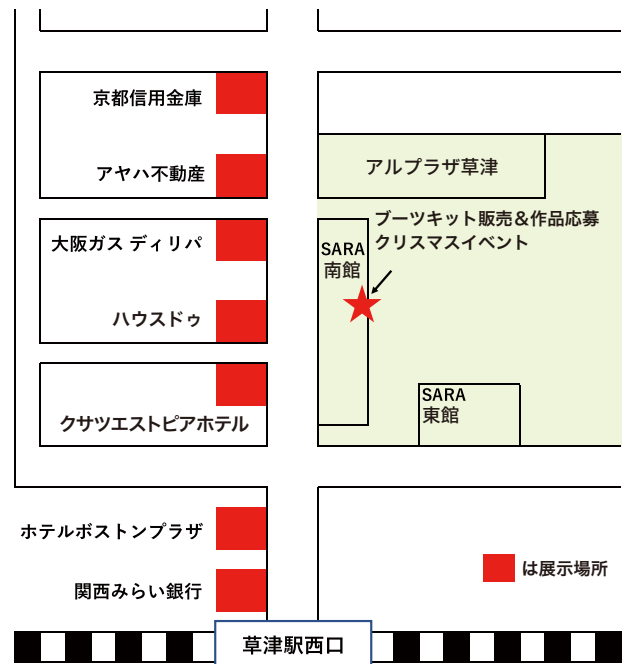 京都信用金庫
アヤハ不動産
アルプラザ草津
ブーツキット販売＆作品応募
クリスマスイベント
大阪ガス ディリパ
SARA
南館
ハウスドゥ
クサツエストピアホテル
SARA
東館
ホテルボストンプラザ
は展示場所
関西みらい銀行
草津駅西口